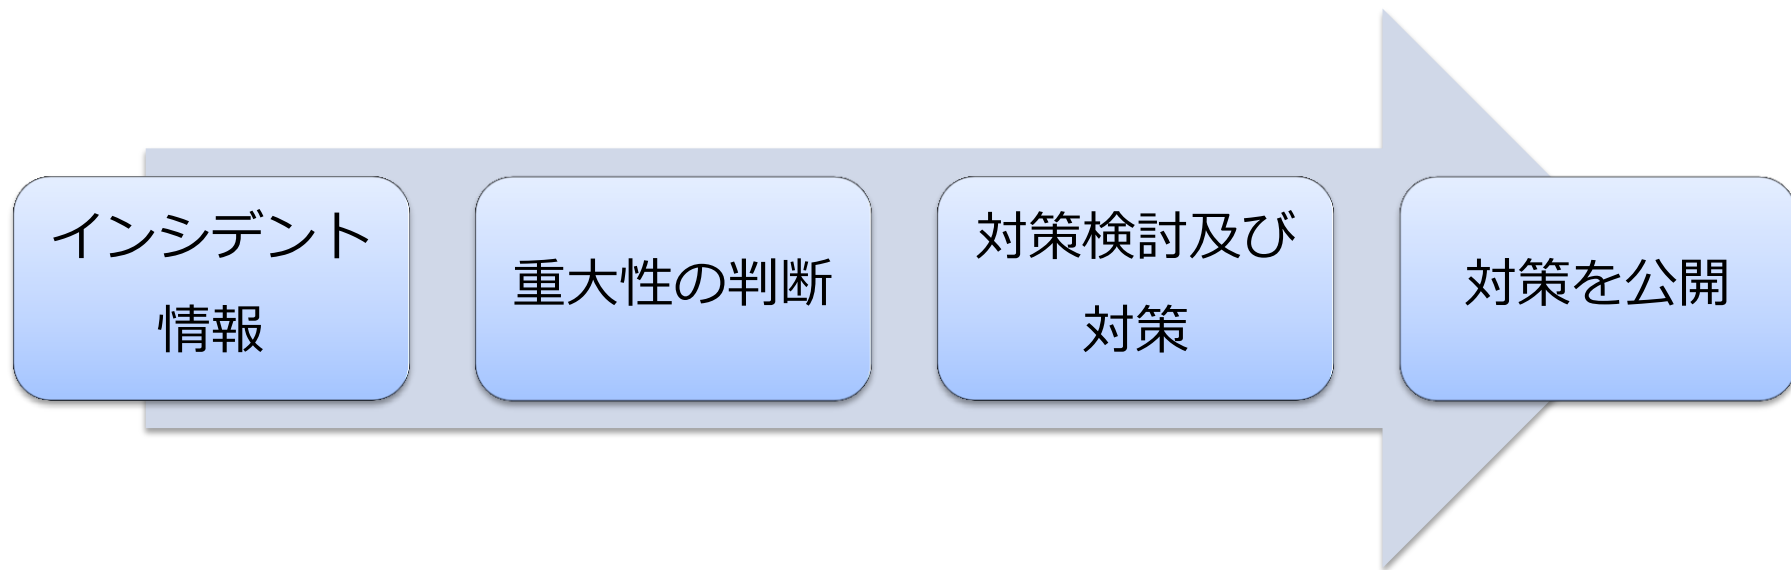 インシデント
情報
重大性の判断
対策検討及び
対策
対策を公開